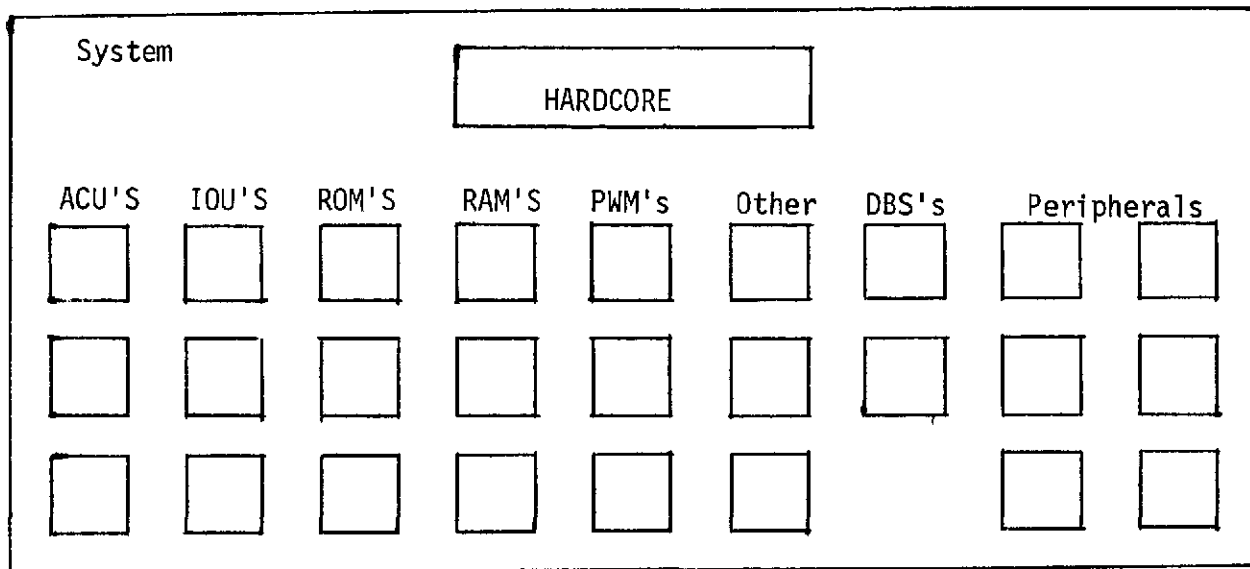 System
HARDCORE
ACU'S IOU'S ROM'S RAM'S PWM's Other DBS's Peripherals